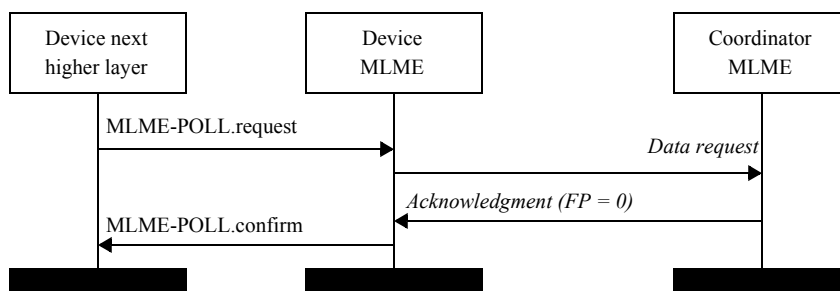 Device next
higher layer
Device
MLME
Coordinator
MLME
MLME-POLL.request
Data request
Acknowledgment (FP = 0)
MLME-POLL.confirm